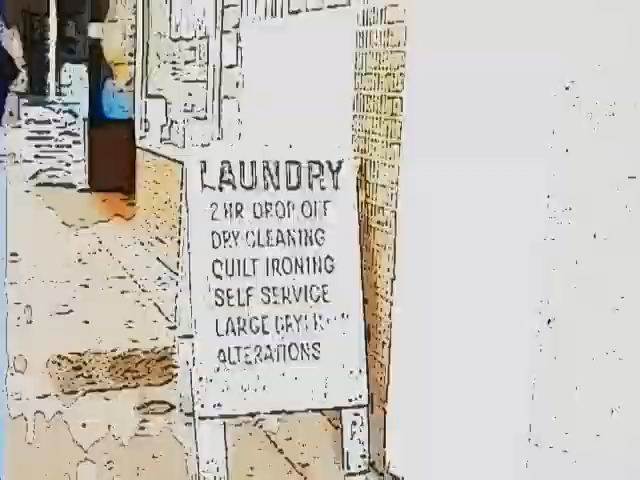 LAUNDRY
2 HR DROP OFF
DRY CLEANING
QUILT IRONING
SELF SERVICE
LARGE
ALTERATIONS